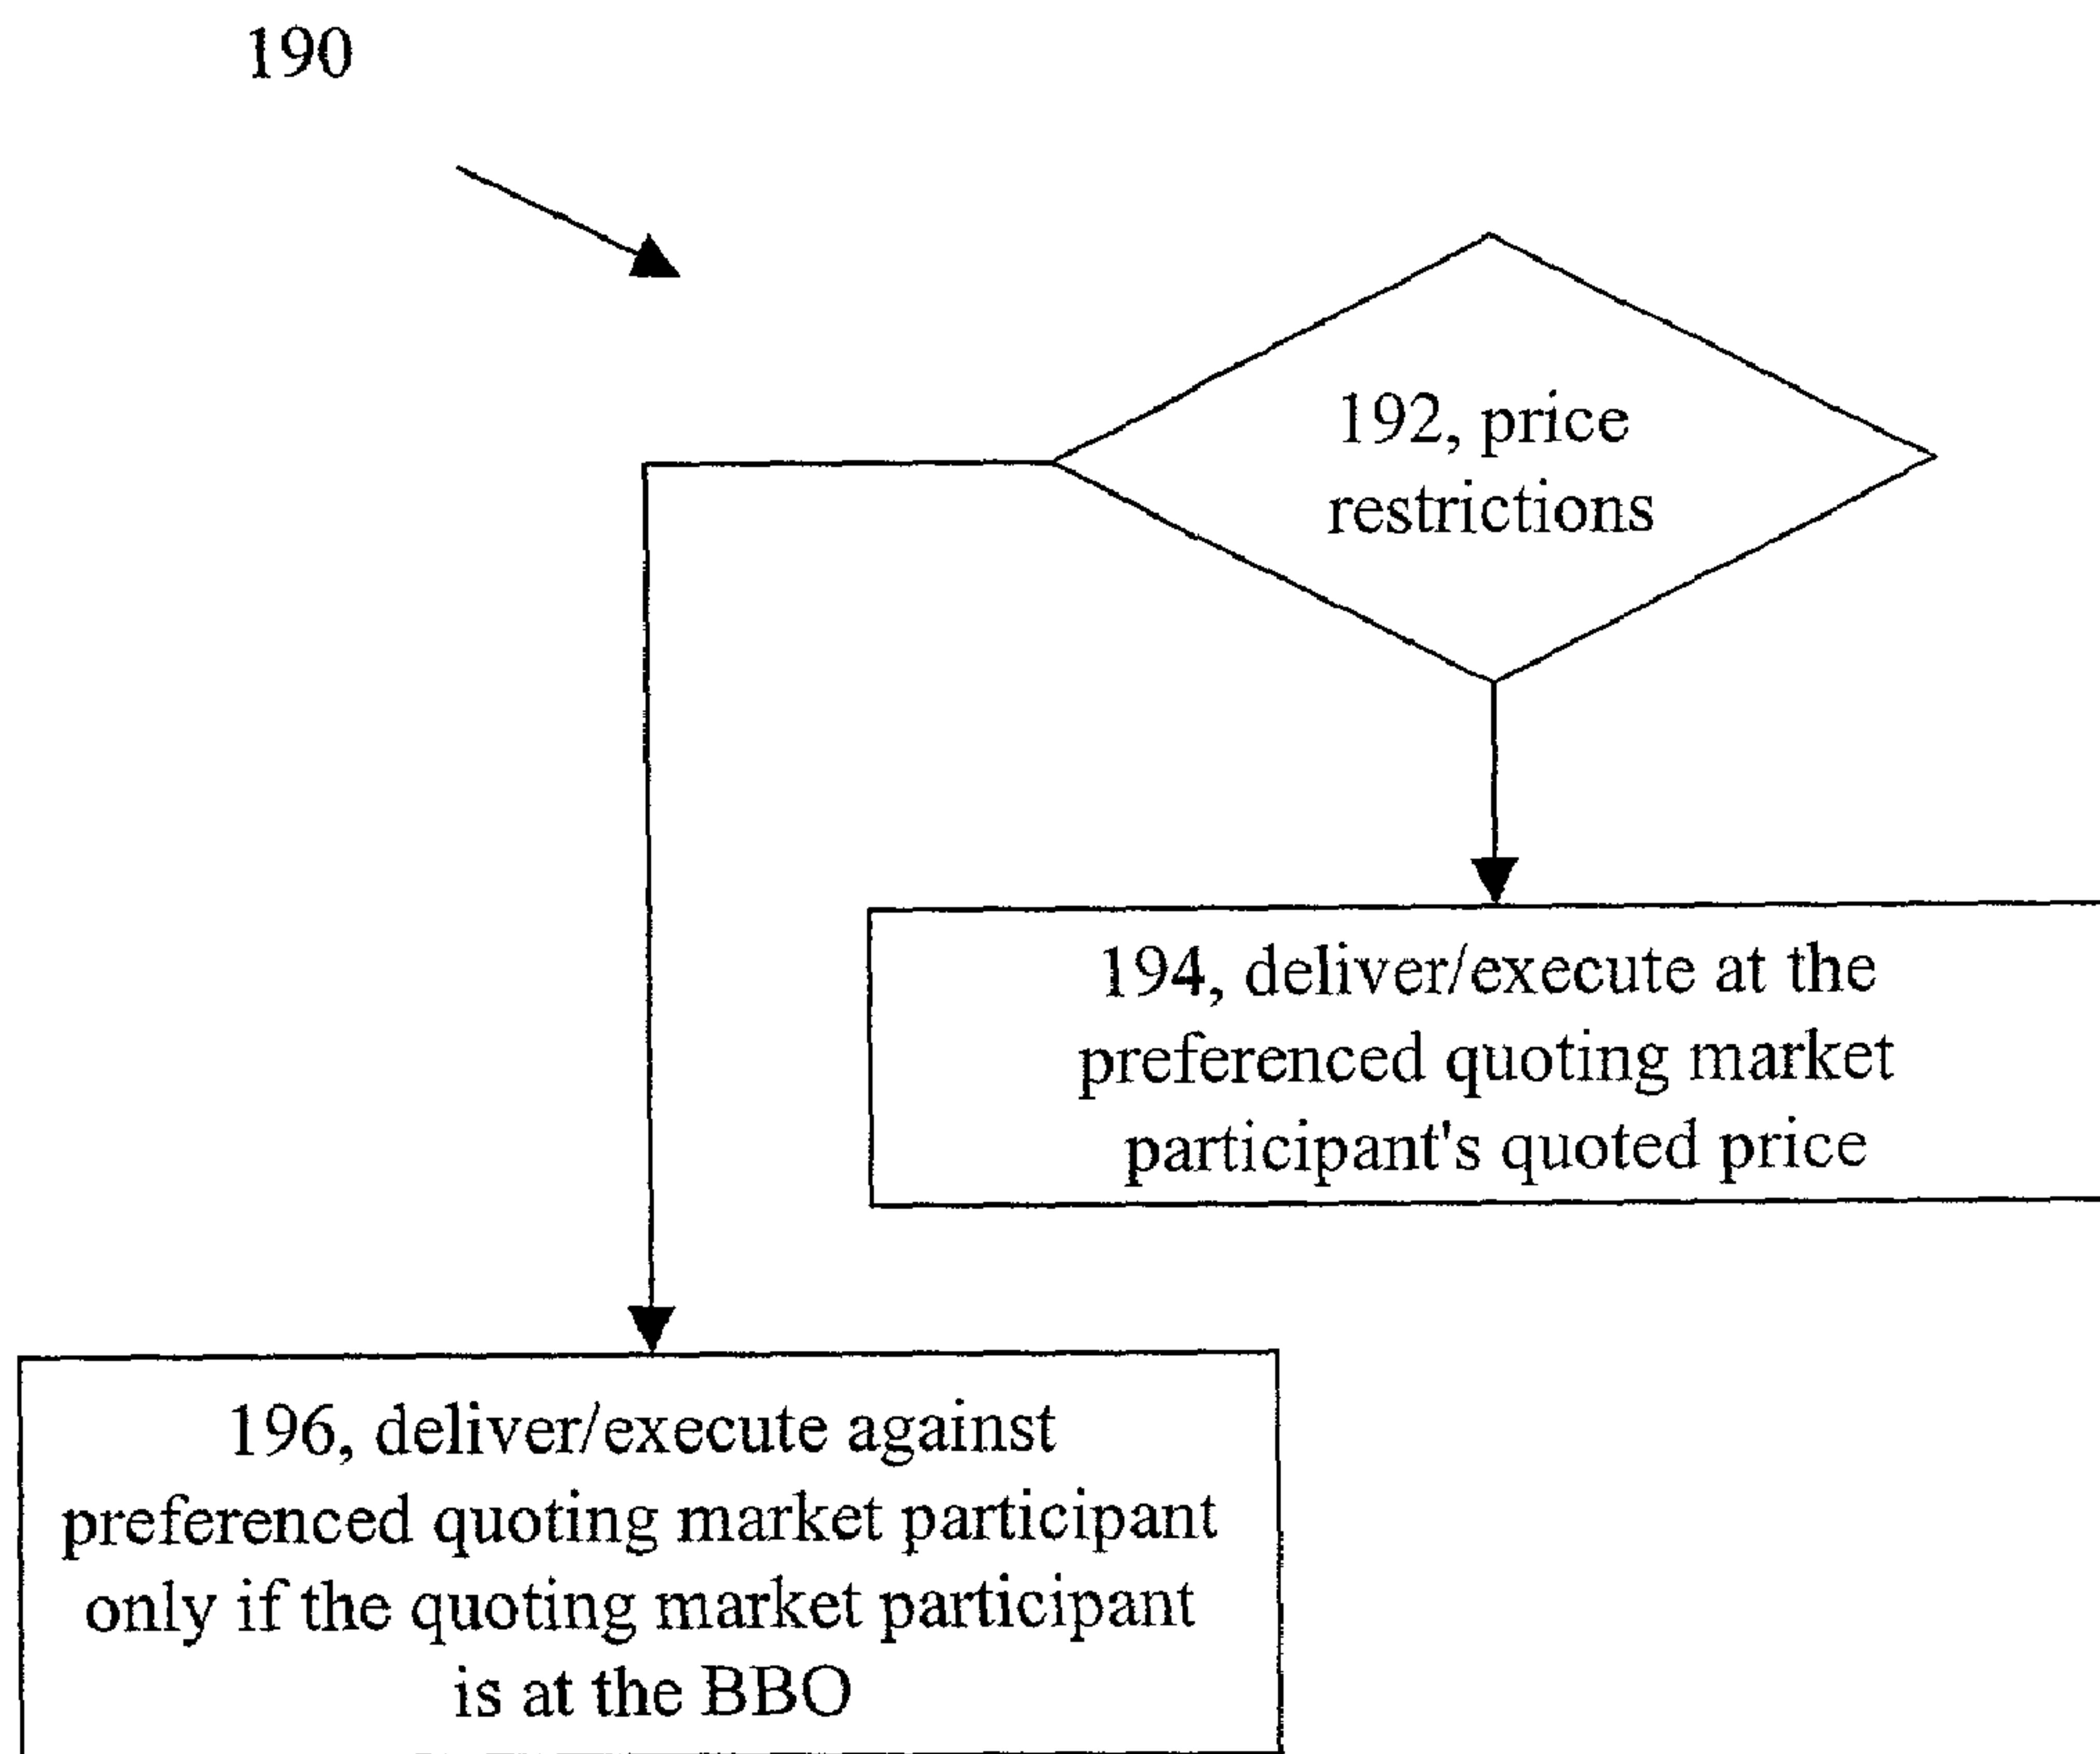 190
192, price
restrictions
194, deliver/execute at the
preferenced quoting market
participant's quoted price
196, deliver/execute against
preferenced quoting market participant
only if the quoting market participant
is at the BBO